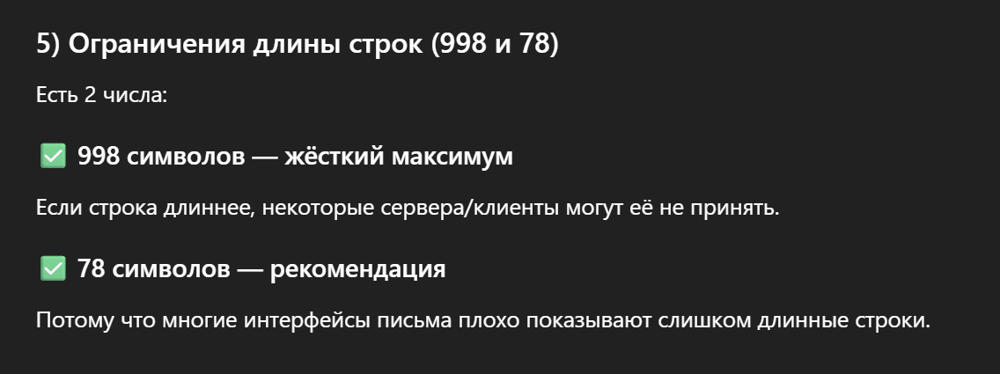 5) Ограничения длины строк (998 и 78)
Есть 2 числа:
✅ 998 символов — жёсткий максимум
Если строка длиннее, некоторые сервера/клиенты могут её не принять.
✅ 78 символов — рекомендация
Потому что многие интерфейсы письма плохо показывают слишком длинные строки.